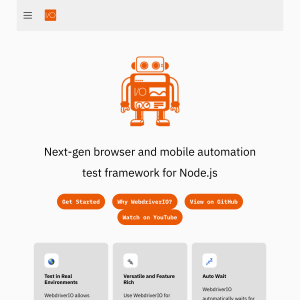 I/O
I/O
Next-gen browser and mobile automation
test framework for Node.js
Get Started
Why WebdriverIO?
View on GitHub
Watch on YouTube
Test in Real
Environments
WebdriverIO allows
Versatile and Feature
Rich
Use WebdriverIO for
Auto Wait
WebdriverIO
automatically waits for